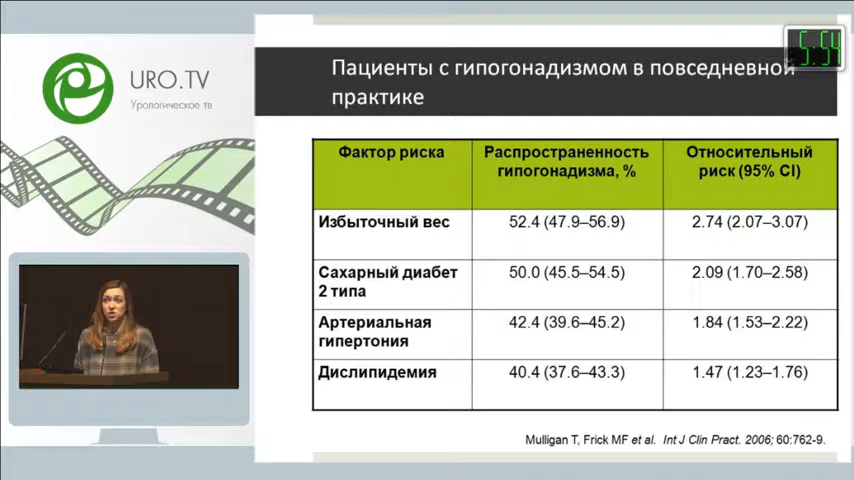 URO.TV
Урологическое тв
5:54
Пациенты с гипогонадизмом в повседневной
практике
Фактор риска
Распространенность
гипогонадизма, %
Относительный
риск (95% CI)
Избыточный вес
52.4 (47.9–56.9)
2.74 (2.07–3.07)
Сахарный диабет
2 типа
50.0 (45.5–54.5)
2.09 (1.70–2.58)
Артериальная
гипертония
42.4 (39.6–45.2)
1.84 (1.53–2.22)
Дислипидемия
40.4 (37.6–43.3)
1.47 (1.23–1.76)
Mulligan T, Frick MF et al. Int J Clin Pract. 2006; 60:762-9.